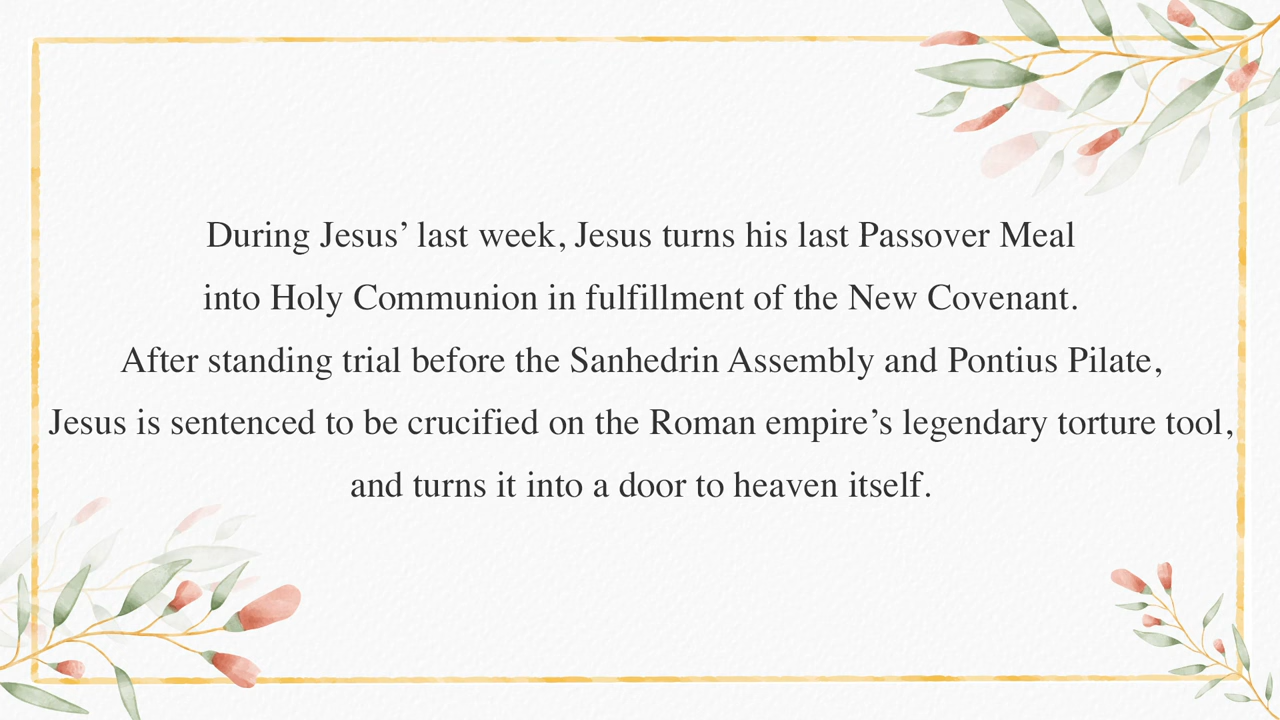 During Jesus’ last week, Jesus turns his last Passover Meal
into Holy Communion in fulfillment of the New Covenant.
After standing trial before the Sanhedrin Assembly and Pontius Pilate,
Jesus is sentenced to be crucified on the Roman empire’s legendary torture tool,
and turns it into a door to heaven itself.